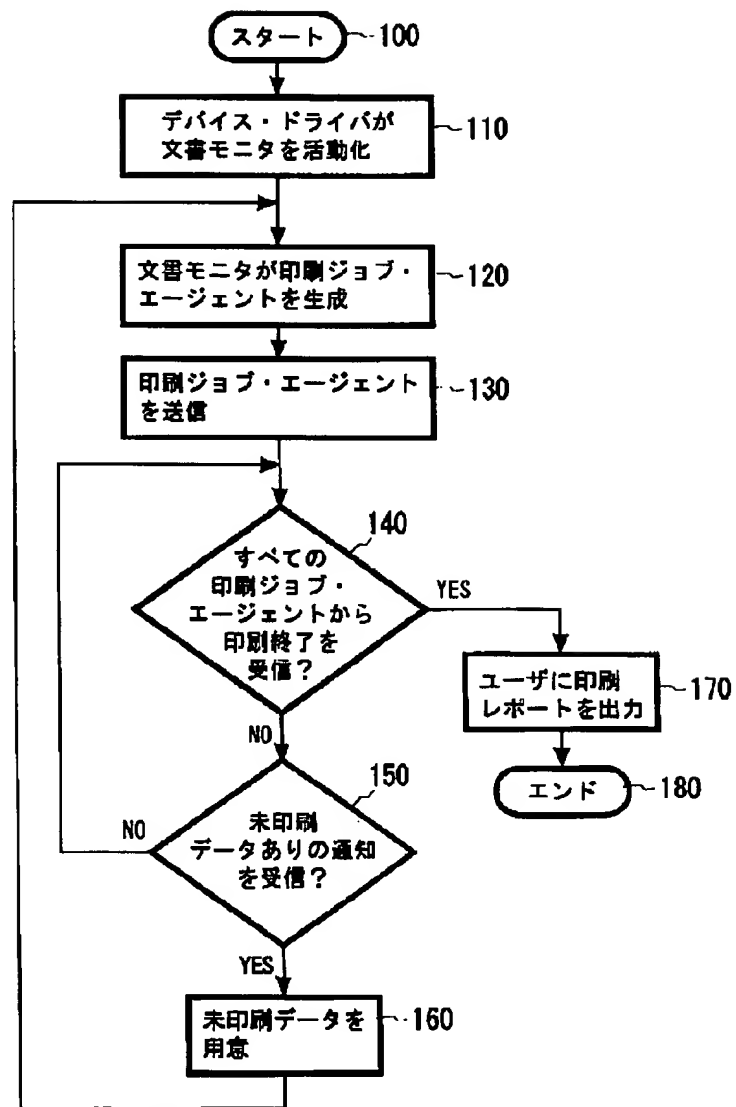 スタート
100
デバイス・ドライバが
文書モニタを活動化
110
文書モニタが印刷ジョブ・
エージェントを生成
120
印刷ジョブ・エージェント
を送信
130
140
すべての
印刷ジョブ・
エージェントから
印刷終了を
受信?
YES
ユーザに印刷
レポートを出力
170
NO
エンド
180
150
未印刷
データありの通知
を受信?
NO
YES
未印刷データを
用意
160